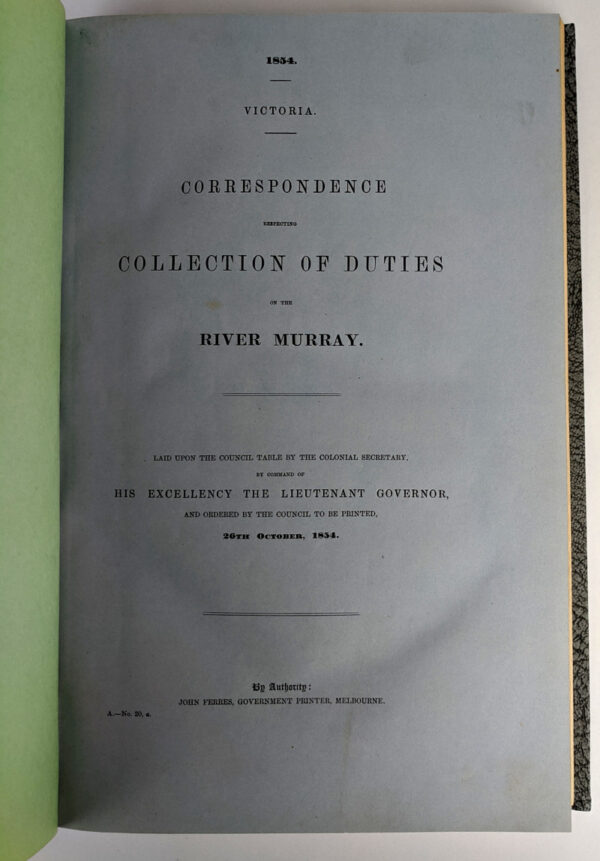 1854.
VICTORIA.
CORRESPONDENCE
RESPECTING
COLLECTION OF DUTIES
ON THE
RIVER MURRAY.
LAID UPON THE COUNCIL TABLE BY THE COLONIAL SECRETARY,
BY COMMAND OF
HIS EXCELLENCY THE LIEUTENANT GOVERNOR,
AND ORDERED BY THE COUNCIL TO BE PRINTED,
26TH OCTOBER, 1854.
By Authority:
JOHN FERRES, GOVERNMENT PRINTER, MELBOURNE.
A.—No. 20, a.